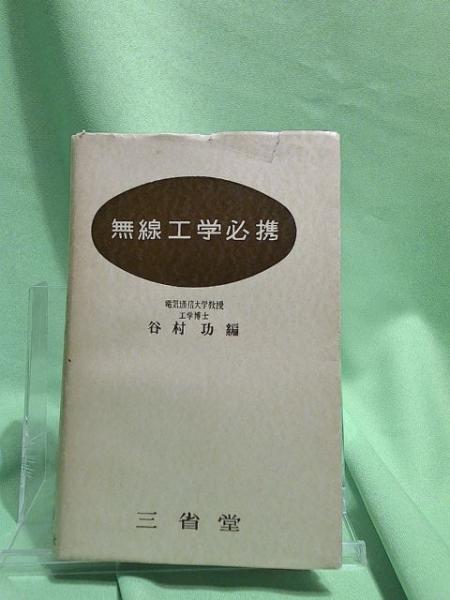 無線工学必携
電気通信大学教授
工学博士
谷村 功 編
三省堂